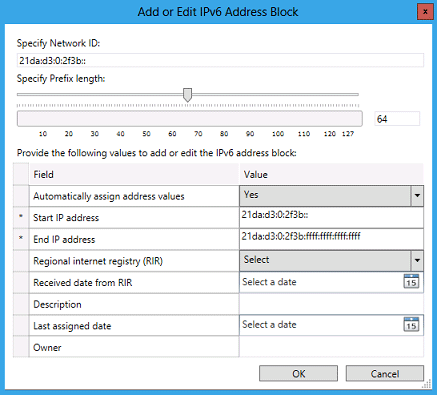 Add or Edit IPv6 Address Block
x
Specify Network ID:
21da:d3:0:2f3b::
Specify Prefix length:
64
10 20 30 40 50 60 70 80 90 100 110 120 127
Provide the following values to add or edit the IPv6 address block:
Field Value
Automatically assign address values Yes
* Start IP address 21da:d3:0:2f3b::
* End IP address 21da:d3:0:2f3b:ffff:ffff:ffff:ffff
Regional internet registry (RIR) Select
Received date from RIR Select a date 15
Description
Last assigned date Select a date 15
Owner
OK Cancel